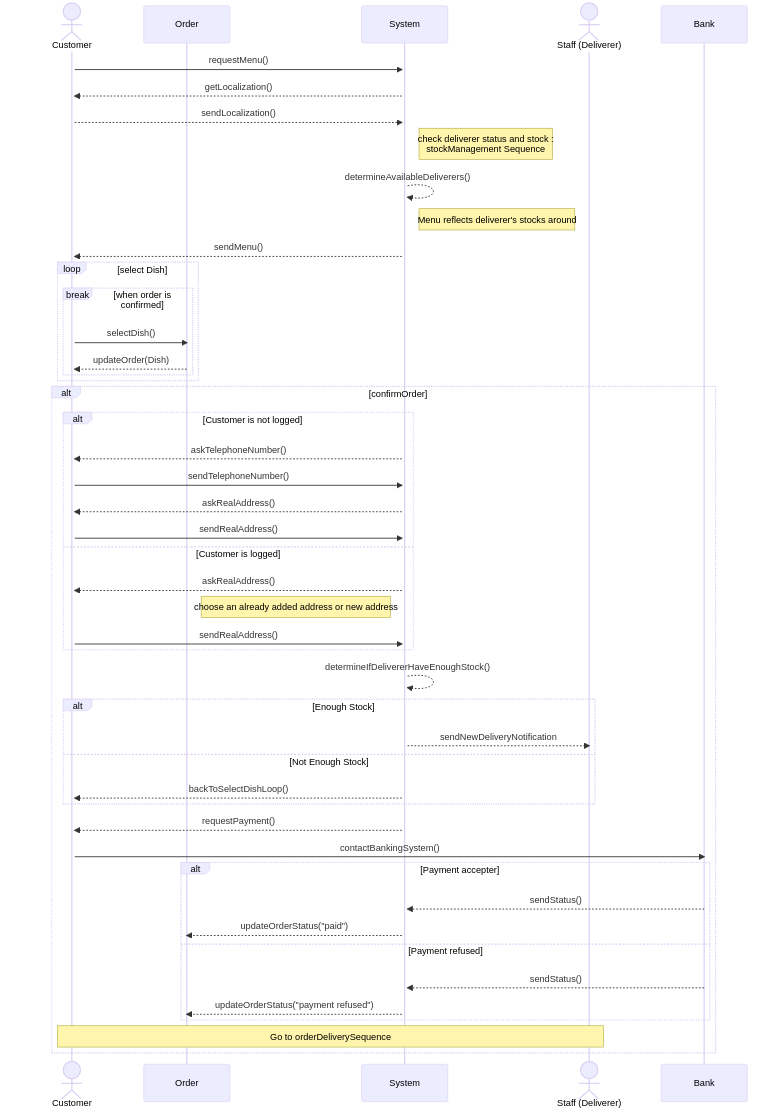 Customer
Order
System
Staff (Deliverer)
Bank
requestMenu()
getLocalization()
sendLocalization()
check deliverer status and stock :
stockManagement Sequence
determineAvailableDeliverers()
Menu reflects deliverer's stocks around
sendMenu()
loop
[select Dish]
break
[when order is
confirmed]
selectDish()
updateOrder(Dish)
alt
[confirmOrder]
alt
[Customer is not logged]
askTelephoneNumber()
sendTelephoneNumber()
askRealAddress()
sendRealAddress()
[Customer is logged]
askRealAddress()
choose an already added address or new address
sendRealAddress()
determineIfDelivererHaveEnoughStock()
alt
[Enough Stock]
sendNewDeliveryNotification
[Not Enough Stock]
backToSelectDishLoop()
requestPayment()
contactBankingSystem()
alt
[Payment accepter]
sendStatus()
updateOrderStatus("paid")
[Payment refused]
sendStatus()
updateOrderStatus("payment refused")
Go to orderDeliverySequence
Customer
Order
System
Staff (Deliverer)
Bank